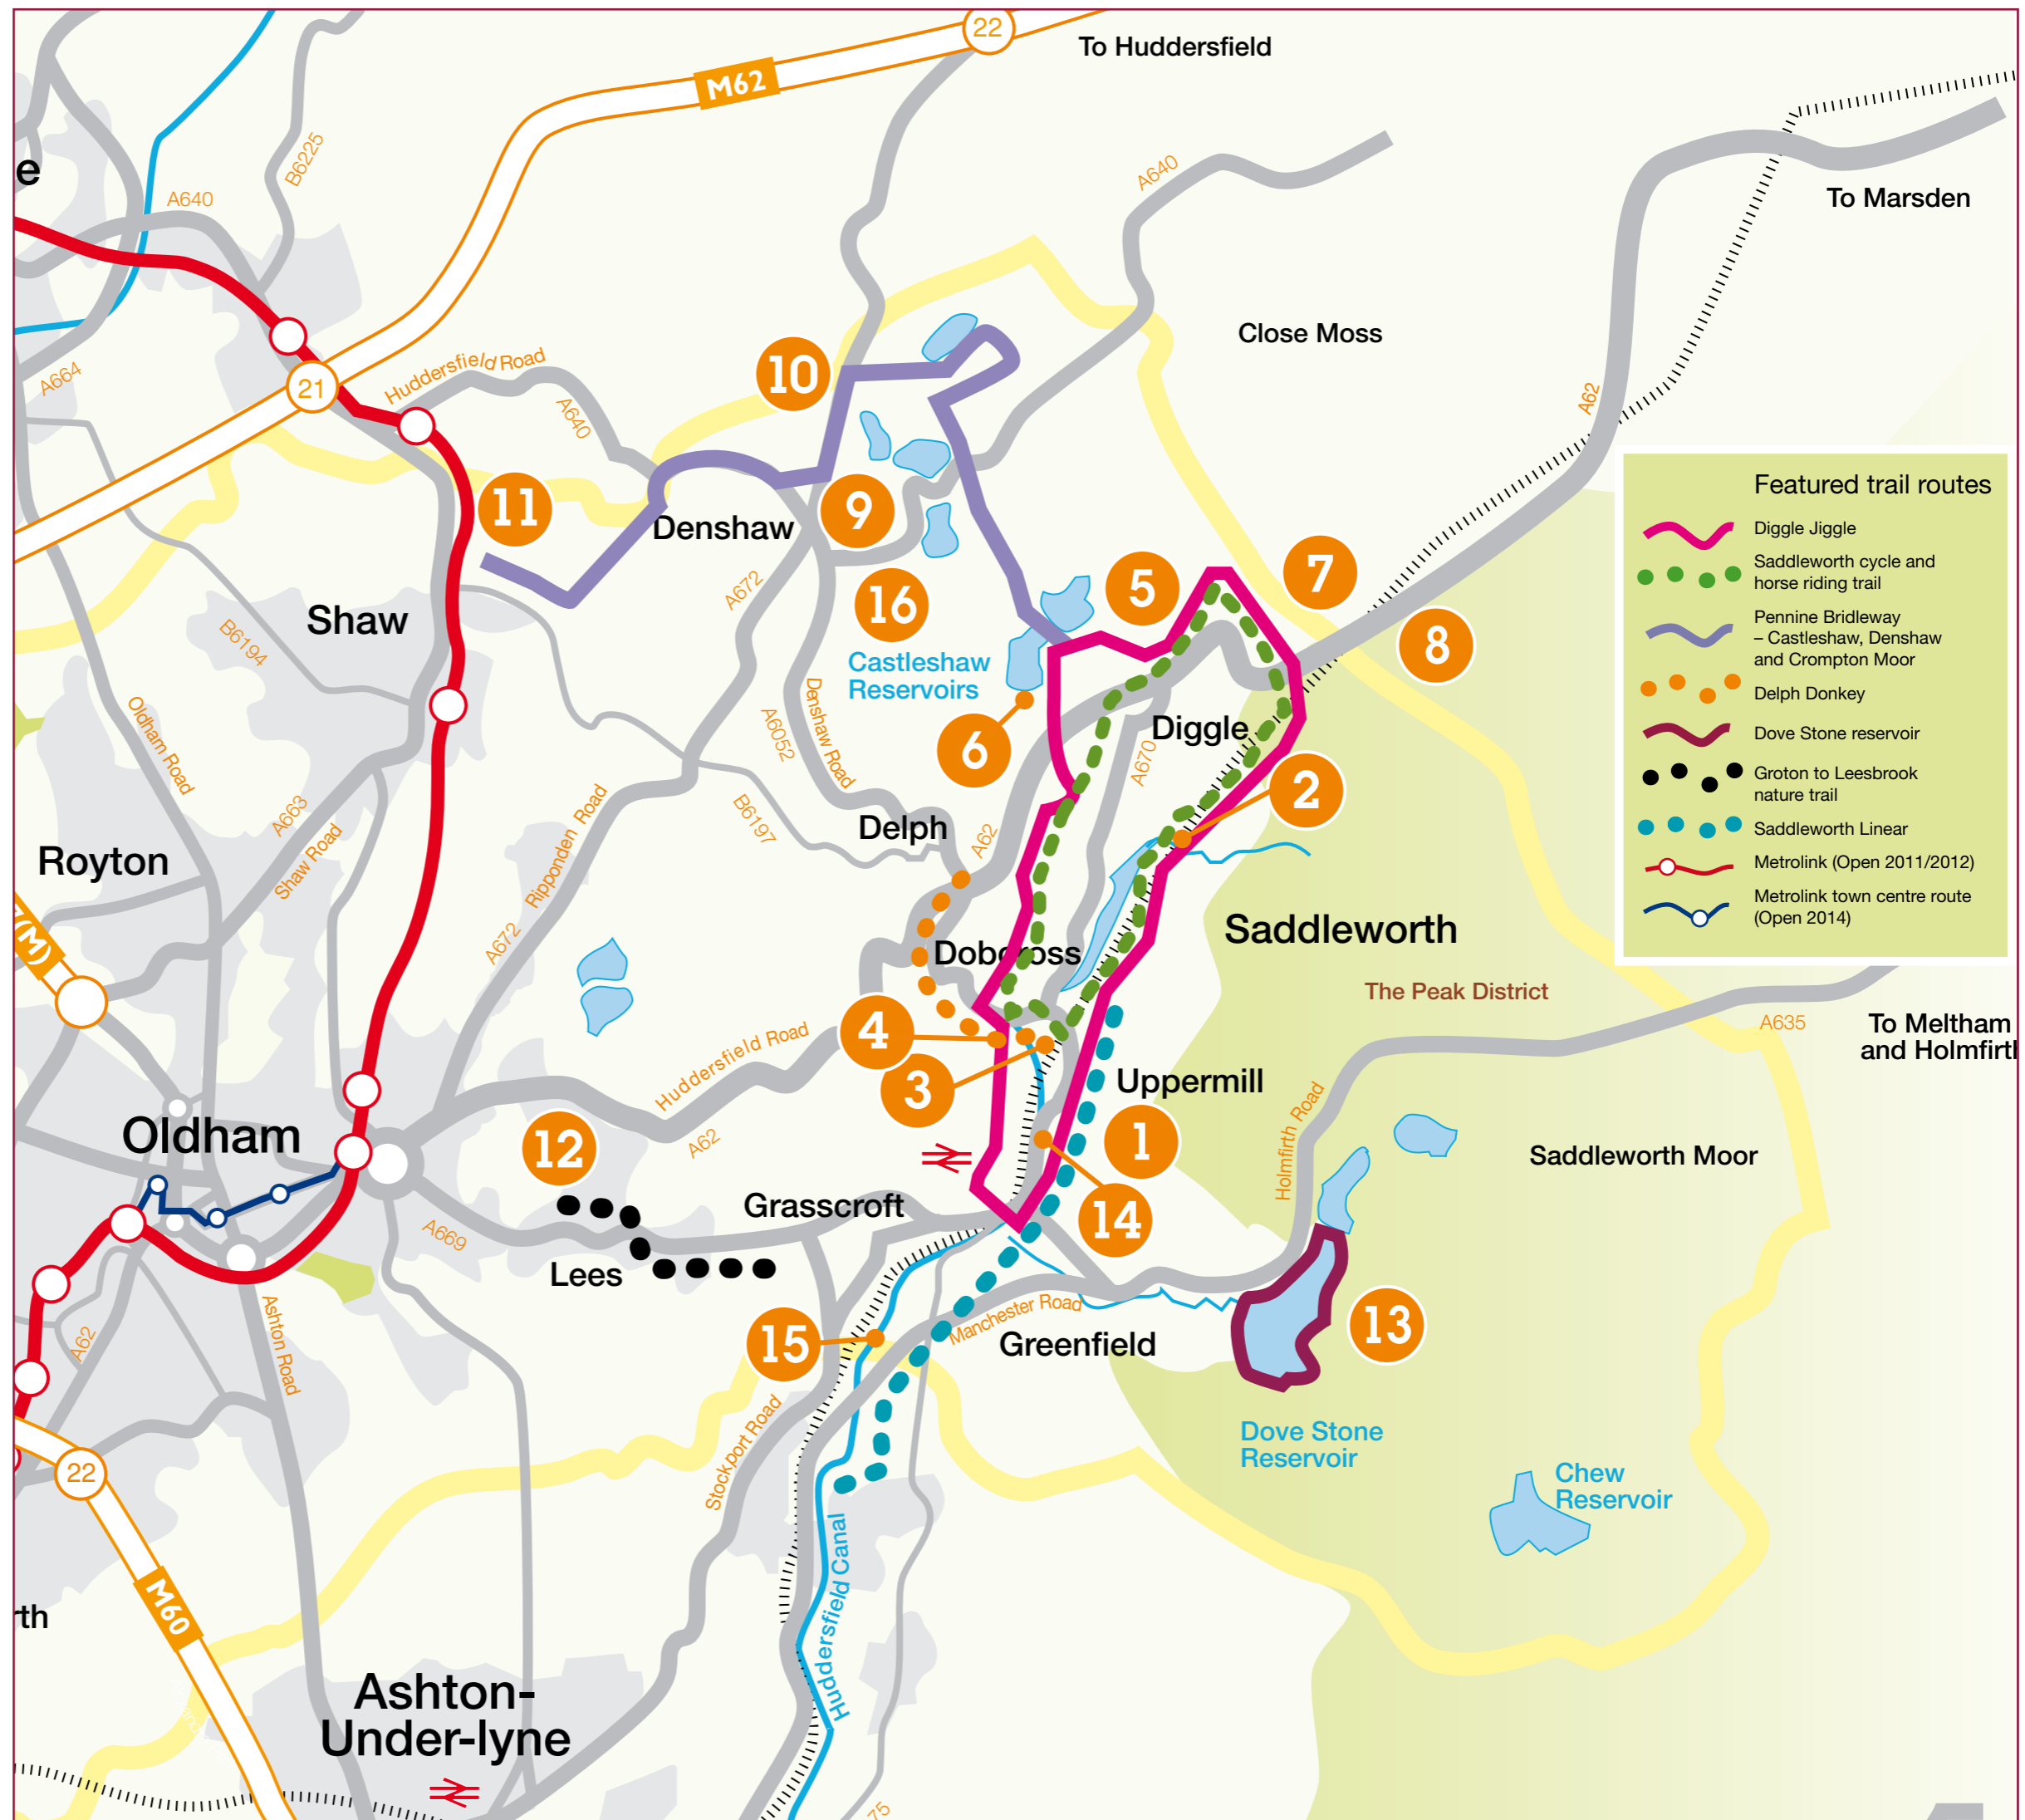 22
To Huddersfield
M62
B6225
e
A640
A640
To Marsden
Close Moss
21
Huddersfield Road
A664
A640
A62
10
11
Denshaw
9
Featured trail routes
Diggle Jiggle
Saddleworth cycle and
horse riding trail
Pennine Bridleway
– Castleshaw, Denshaw
and Crompton Moor
Delph Donkey
Dove Stone reservoir
Groton to Leesbrook
nature trail
Saddleworth Linear
Metrolink (Open 2011/2012)
Metrolink town centre route
(Open 2014)
5
7
8
16
A672
Shaw
B6194
Castleshaw
Reservoirs
Oldham Road
A6052
Denshaw Road
6
Diggle
A670
2
A663
Shaw Road
Ripponden Road
B6197
Delph
A62
Royton
(M)
A672
Dobcross
Saddleworth
The Peak District
A635
To Meltham
and Holmfirth
4
3
Huddersfield Road
A62
Uppermill
Oldham
12
1
Holmfirth Road
Saddleworth Moor
Grasscroft
14
A669
Lees
A62
Ashton Road
15
Manchester Road
Greenfield
13
Stockport Road
Dove Stone
Reservoir
Chew
Reservoir
22
Huddersfield Canal
M60
rth
Ashton-
Under-lyne
75